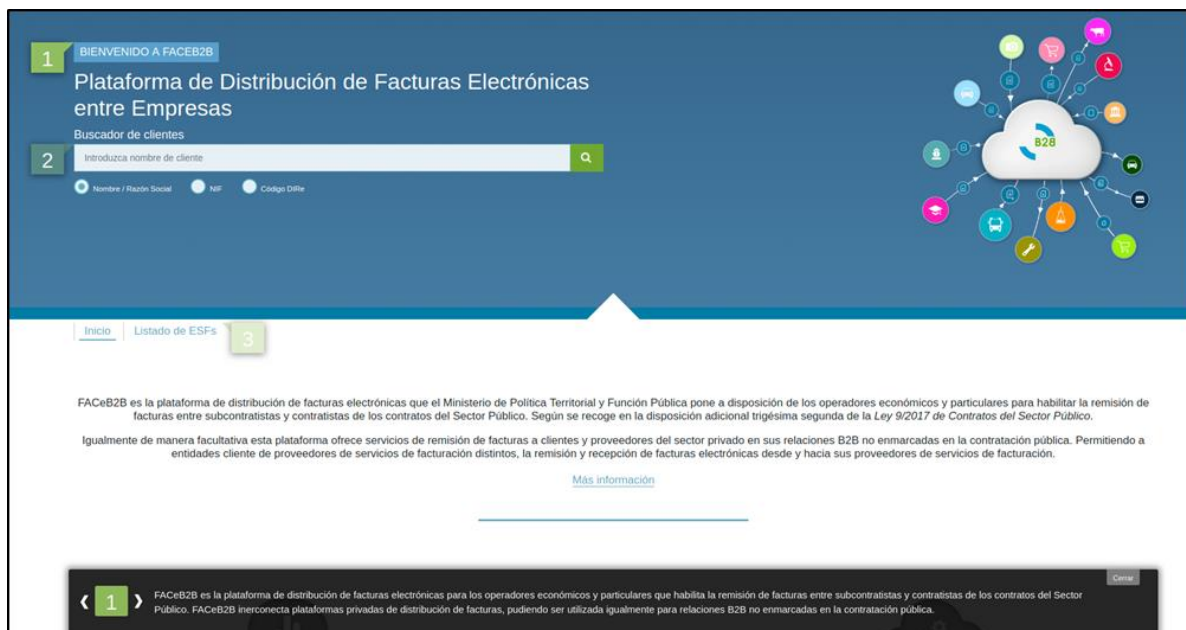 1
BIENVENIDO A FACEB2B
Plataforma de Distribución de Facturas Electrónicas
entre Empresas
Buscador de clientes
2
Introduzca nombre de cliente
Nombre / Razón Social NIF Código DIRe
B2B
Inicio Listado de ESFs
3
FACeB2B es la plataforma de distribución de facturas electrónicas que el Ministerio de Política Territorial y Función Pública pone a disposición de los operadores económicos y particulares para habilitar la remisión de
facturas entre subcontratistas y contratistas de los contratos del Sector Público. Según se recoge en la disposición adicional trigésima segunda de la Ley 9/2017 de Contratos del Sector Público.
Igualmente de manera facultativa esta plataforma ofrece servicios de remisión de facturas a clientes y proveedores del sector privado en sus relaciones B2B no enmarcadas en la contratación pública. Permitiendo a
entidades cliente de proveedores de servicios de facturación distintos, la remisión y recepción de facturas electrónicas desde y hacia sus proveedores de servicios de facturación.
Más información
Cerrar
1
FACeB2B es la plataforma de distribución de facturas electrónicas para los operadores económicos y particulares que habilita la remisión de facturas entre subcontratistas y contratistas de los contratos del Sector
Público. FACeB2B inerconecta plataformas privadas de distribución de facturas, pudiendo ser utilizada igualmente para relaciones B2B no enmarcadas en la contratación pública.